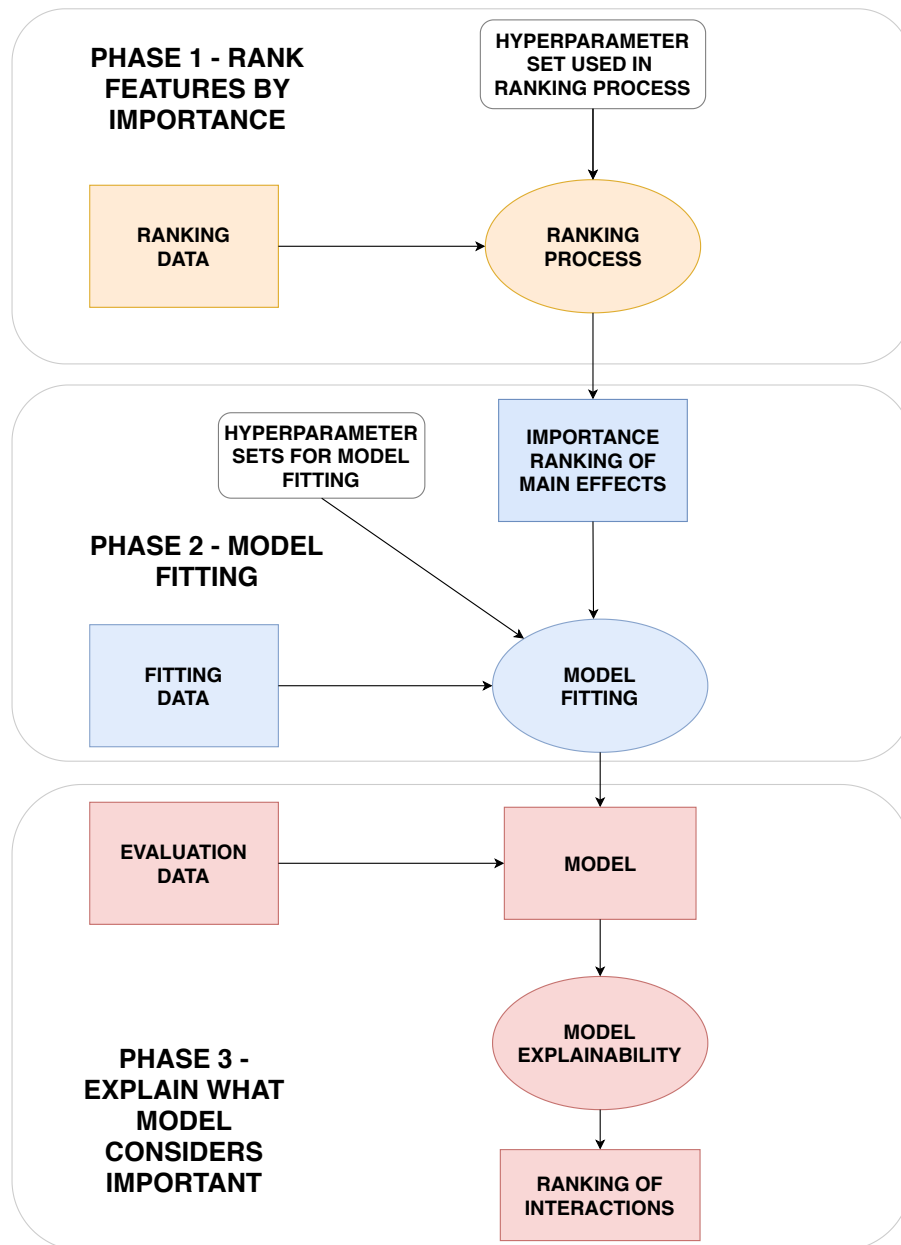 PHASE 1 - RANK
FEATURES BY
IMPORTANCE
HYPERPARAMETER
SET USED IN
RANKING PROCESS
RANKING
DATA
RANKING
PROCESS
HYPERPARAMETER
SETS FOR MODEL
FITTING
IMPORTANCE
RANKING OF
MAIN EFFECTS
PHASE 2 - MODEL
FITTING
FITTING
DATA
MODEL
FITTING
EVALUATION
DATA
MODEL
MODEL
EXPLAINABILITY
PHASE 3 -
EXPLAIN WHAT
MODEL
CONSIDERS
IMPORTANT
RANKING OF
INTERACTIONS